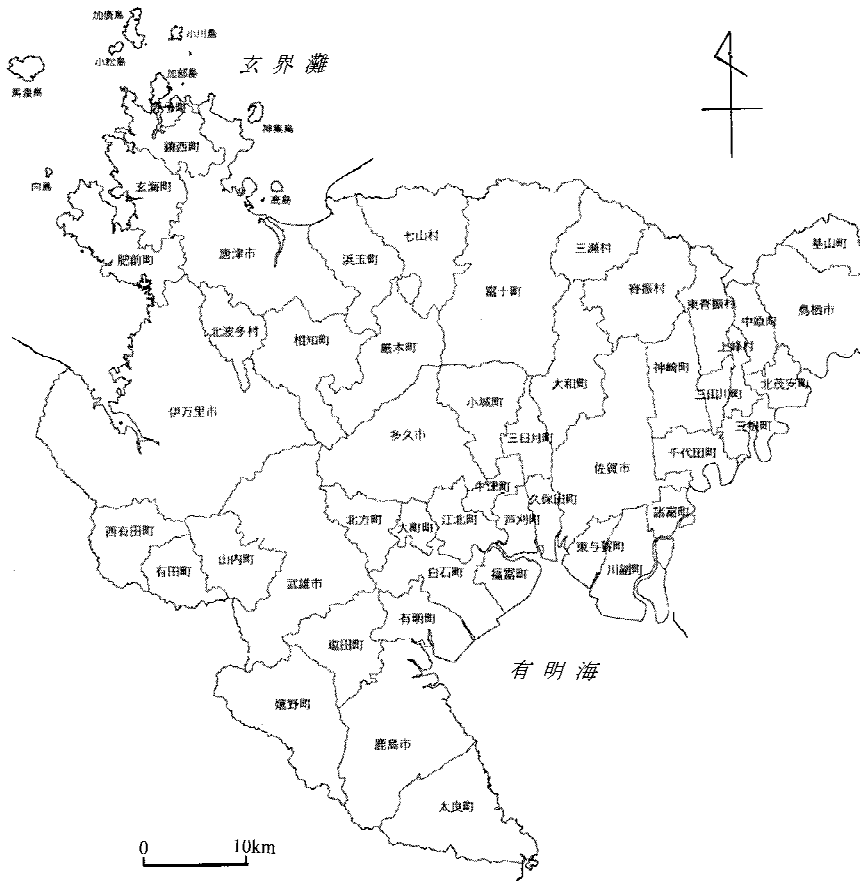 加唐島
小川島
小松島
玄界灘
加部島
馬渡島
神集島
鎮西町
向島
玄海町
高島
肥前町
唐津市
浜玉町
七山村
富士町
三瀬村
脊振村
東脊振村
中原町
基山町
鳥栖市
北波多村
相知町
厳木町
上峰村
神埼町
北茂安町
三田川町
大和町
小城町
伊万里市
三日月町
多久市
三根町
千代田町
佐賀市
牛津町
久保田町
諸富町
西有田町
北方町
大町町
江北町
芦刈町
東与賀町
川副町
有田町
山内町
武雄市
白石町
福富町
有明町
塩田町
有明海
嬉野町
鹿島市
太良町
0 10km